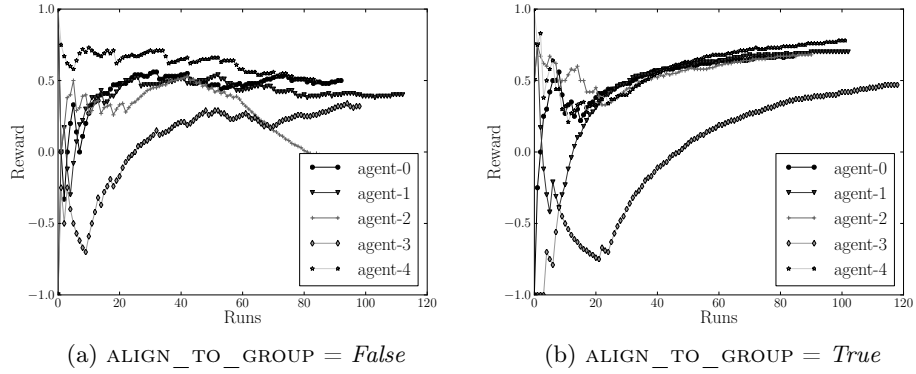 1.0
0.5
0.0
−0.5
−1.0
Reward
0 20 40 60 80 100 120
Runs
agent-0
agent-1
agent-2
agent-3
agent-4
(a) ALIGN_TO_GROUP = False
1.0
0.5
0.0
−0.5
−1.0
Reward
0 20 40 60 80 100 120
Runs
agent-0
agent-1
agent-2
agent-3
agent-4
(b) ALIGN_TO_GROUP = True